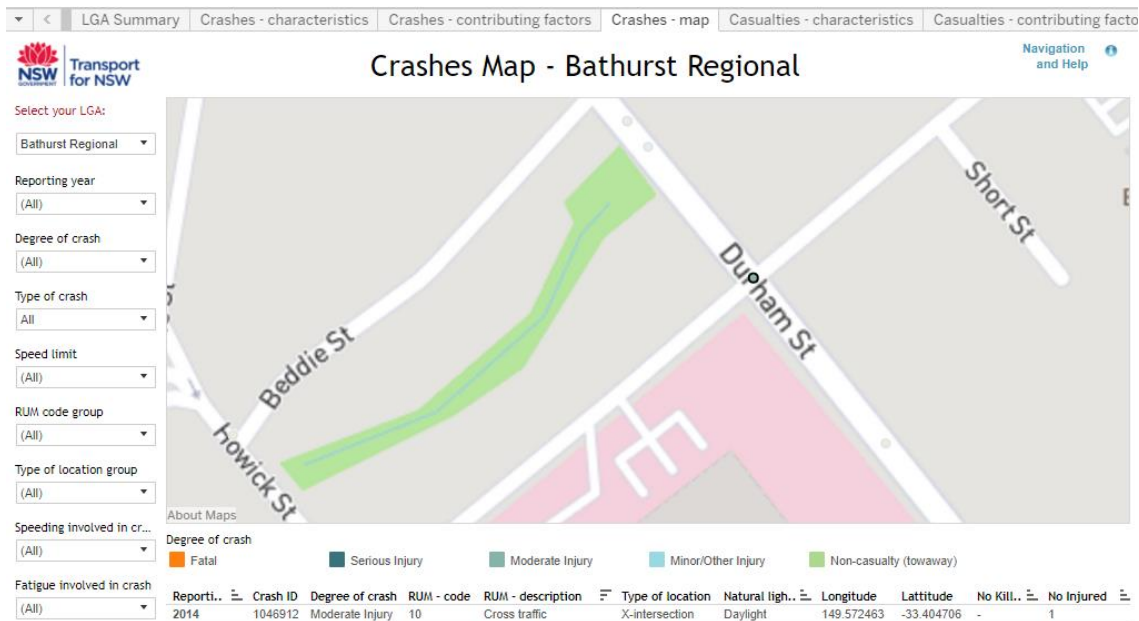 LGA Summary Crashes - characteristics Crashes - contributing factors Crashes - map Casualties - characteristics Casualties - contributing facto
NSW GOVERNMENT Transport for NSW
Crashes Map - Bathurst Regional
Navigation and Help
Select your LGA:
Bathurst Regional
Reporting year
(All)
Degree of crash
(All)
Type of crash
All
Speed limit
(All)
RUM code group
(All)
Type of location group
(All)
Speeding involved in cr...
(All)
Fatigue involved in crash
(All)
Short St
Durham St
Beddie St
howick St
About Maps
Degree of crash
Fatal Serious Injury Moderate Injury Minor/Other Injury Non-casualty (towaway)
Reporti.. Crash ID Degree of crash RUM - code RUM - description Type of location Natural ligh.. Longitude Lattitude No Kill.. No Injured
2014 1046912 Moderate Injury 10 Cross traffic X-intersection Daylight 149.572463 -33.404706 - 1